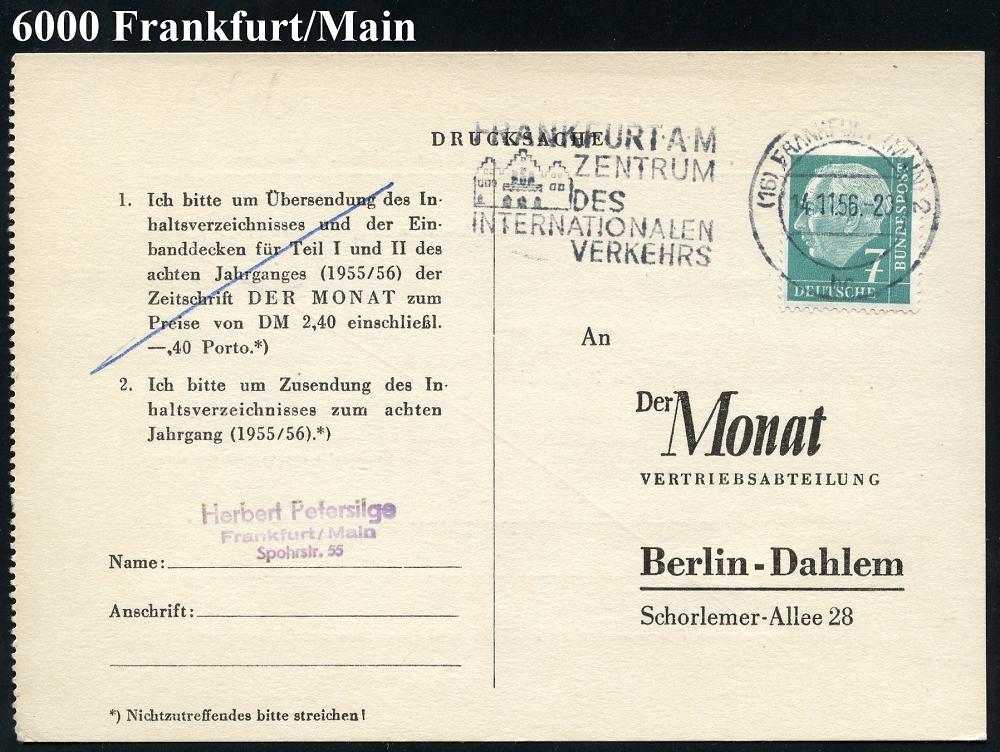 6000 Frankfurt/Main
DRUCKSACHE
FRANKFURT·A·M
ZENTRUM
DES
INTERNATIONALEN
VERKEHRS
(16) FRANKFURT (MAIN) 2
14.11.56.-20
7
BUNDESPOST
DEUTSCHE
1. Ich bitte um Übersendung des In-
haltsverzeichnisses und der Ein-
banddecken für Teil I und II des
achten Jahrganges (1955/56) der
Zeitschrift DER MONAT zum
Preise von DM 2,40 einschließl.
—,40 Porto.*)
2. Ich bitte um Zusendung des In-
haltsverzeichnisses zum achten
Jahrgang (1955/56).*)
Herbert Petersilge
Frankfurt/Main
Spohrstr. 55
Name:
Anschrift:
*) Nichtzutreffendes bitte streichen!
An
Der Monat
VERTRIEBSABTEILUNG
Berlin-Dahlem
Schorlemer-Allee 28